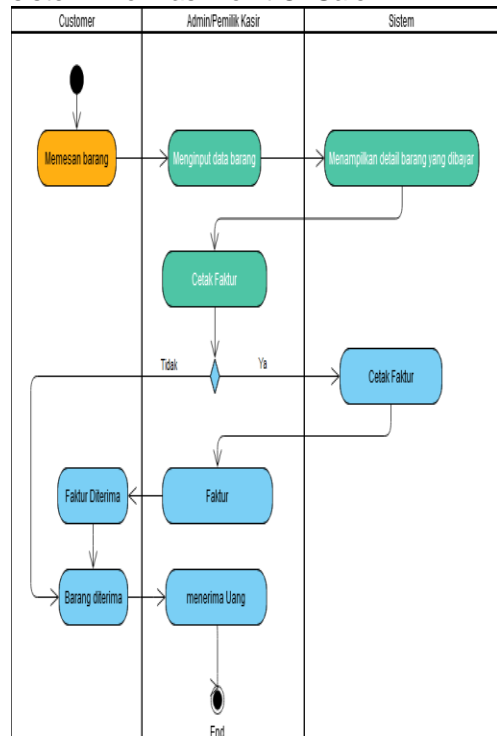 Customer
Admin/Pemilik Kasir
Sistem
Memesan barang
Menginput data barang
Menampilkan detail barang yang dibayar
Cetak Faktur
Tidak
Ya
Cetak Faktur
Faktur Diterima
Faktur
Barang diterima
menerima Uang
End